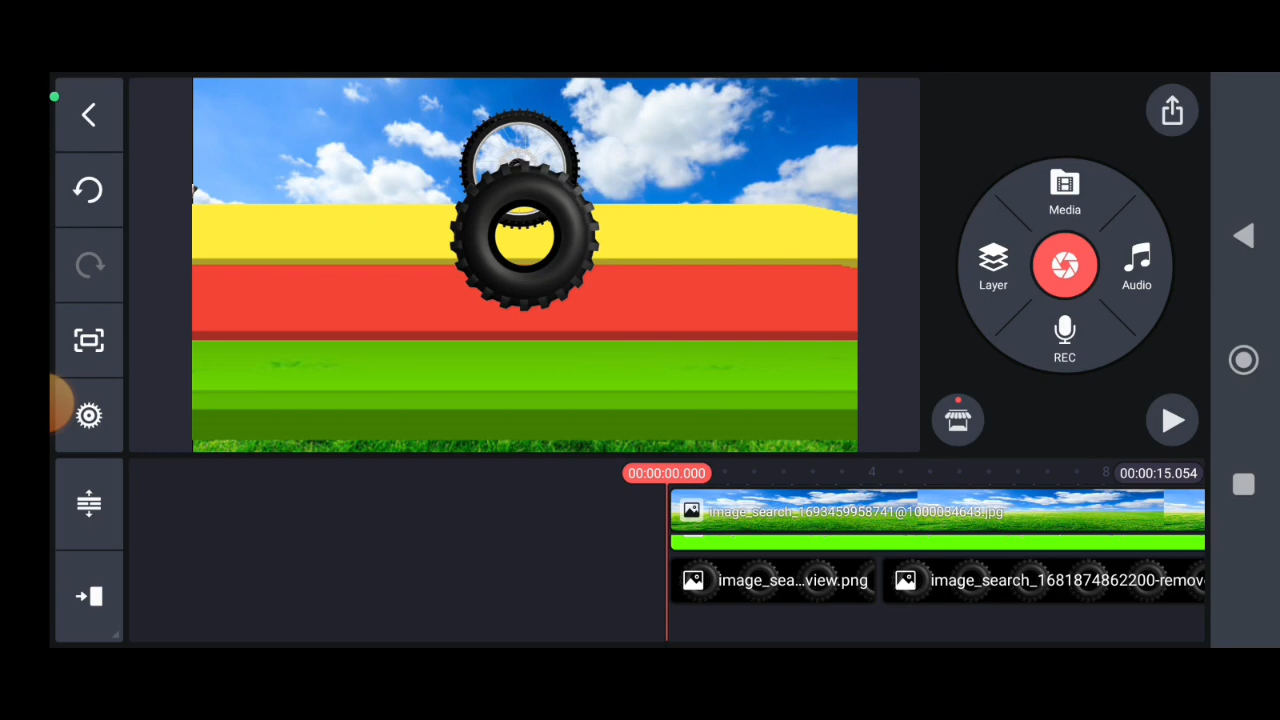 Media
Layer
Audio
REC
00:00:00.000
4
8
00:00:15.054
image_search_1693459958741@1000034643.jpg
image_sea...view.png
image_search_1681874862200-remov